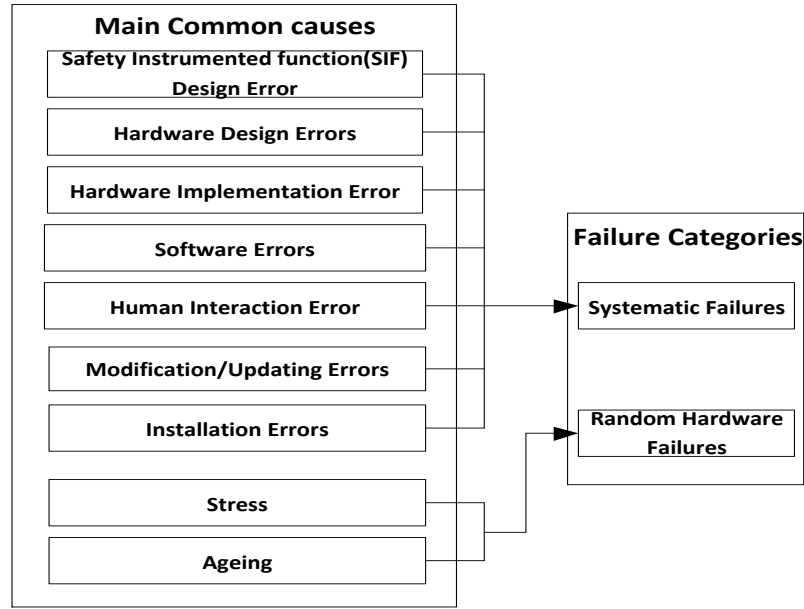 Main Common causes
Safety Instrumented function(SIF)
Design Error
Hardware Design Errors
Hardware Implementation Error
Software Errors
Human Interaction Error
Modification/Updating Errors
Installation Errors
Stress
Ageing
Failure Categories
Systematic Failures
Random Hardware
Failures